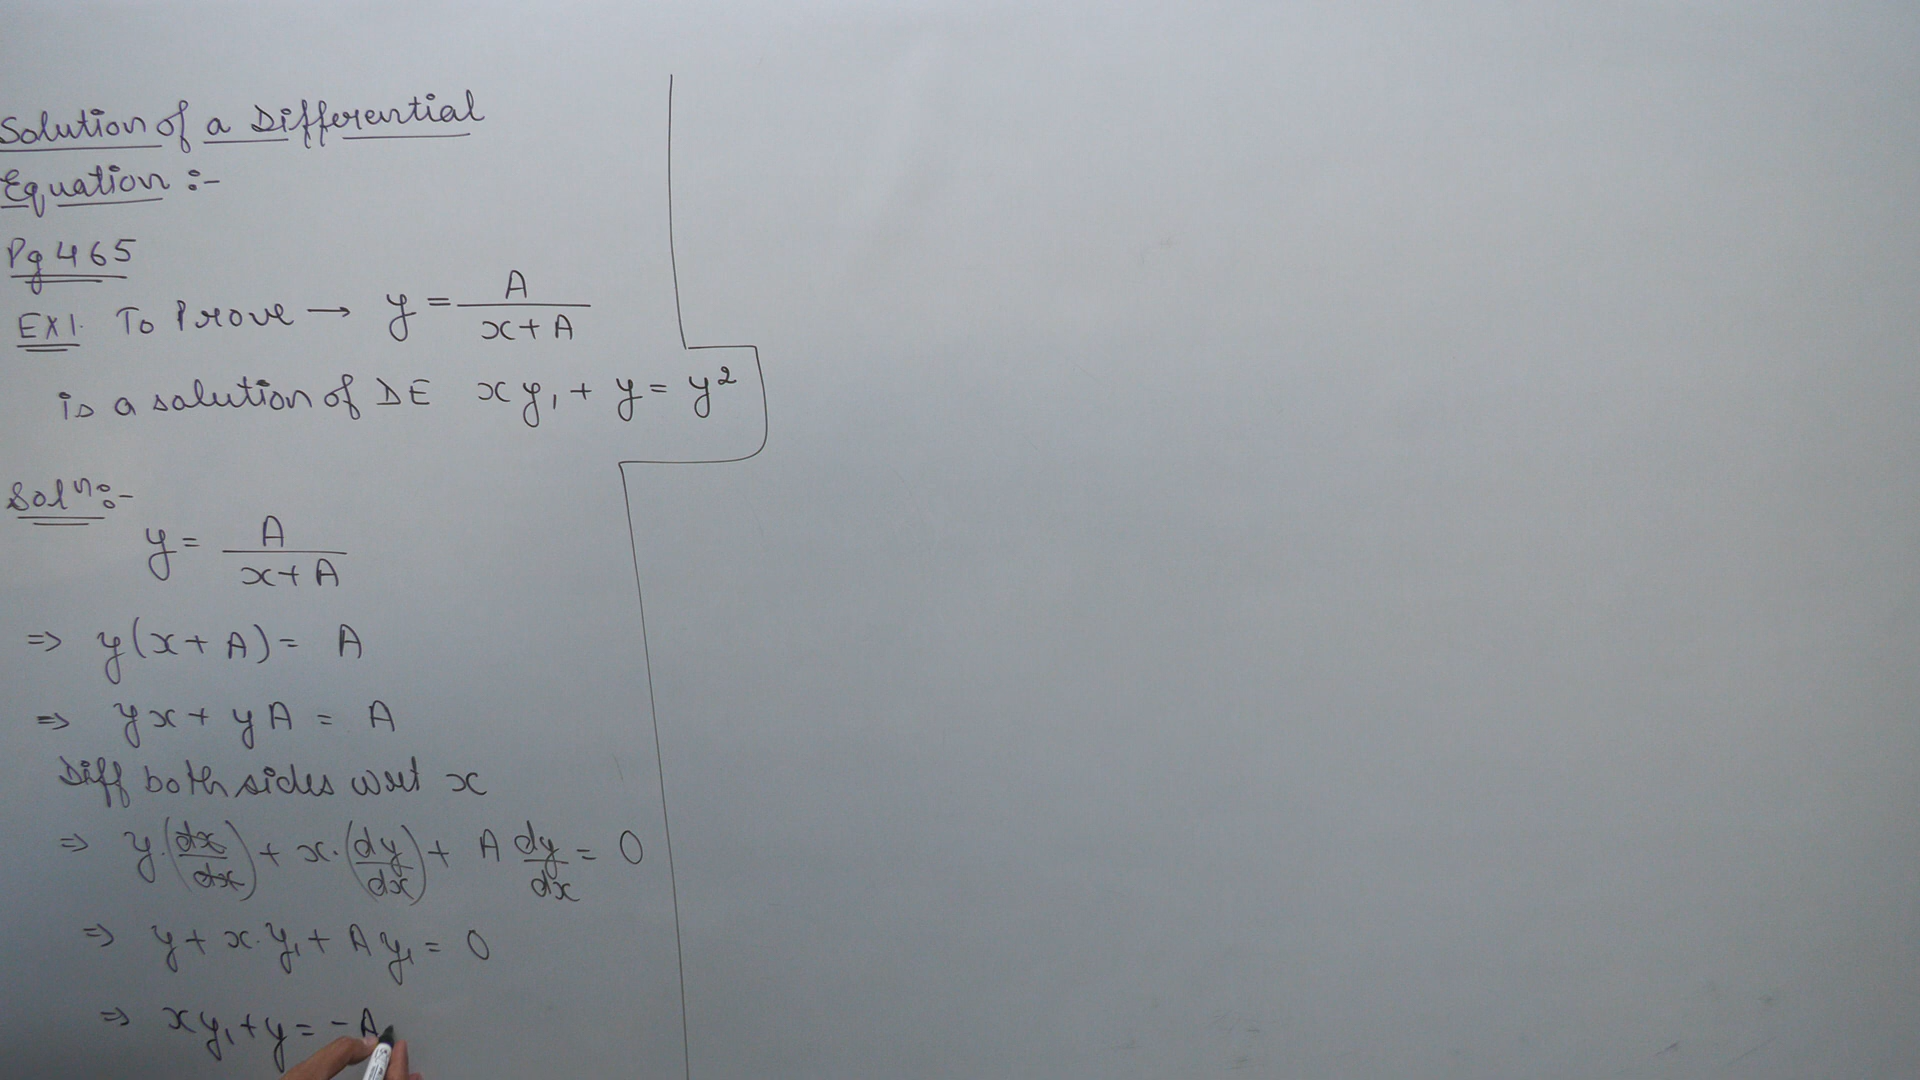 Solution of a Differential
Equation :-
Pg 465
EX1. To Prove → y = A/(x+A)
is a solution of DE xy₁ + y = y²
Solⁿ:-
y = A/(x+A)
⇒ y(x+A) = A
⇒ yx + yA = A
Diff both sides wrt x
⇒ y.(dx/dx) + x.(dy/dx) + A dy/dx = 0
⇒ y + x.y₁ + Ay₁ = 0
⇒ xy₁ + y = -A